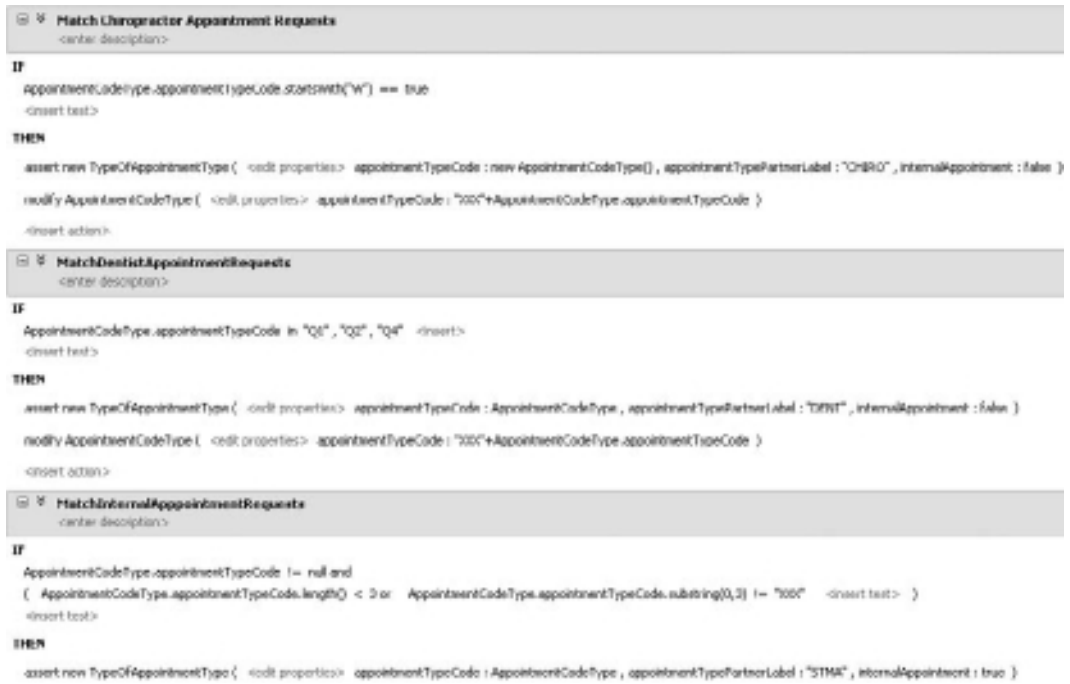 Match Chiropractor Appointment Requests
<enter description>
IF
AppointmentCodeType.appointmentTypeCode.startsWith("W") == true
<insert test>
THEN
assert new TypeOfAppointmentType ( <edit properties> appointmentTypeCode : new AppointmentCodeType() , appointmentTypePartnerLabel : "CHIRO" , internalAppointment : false )
modify AppointmentCodeType ( <edit properties> appointmentTypeCode : "XXX"+AppointmentCodeType.appointmentTypeCode )
<insert action>
MatchDentistAppointmentRequests
<enter description>
IF
AppointmentCodeType.appointmentTypeCode in "Q1" , "Q2" , "Q4" <insert>
<insert test>
THEN
assert new TypeOfAppointmentType ( <edit properties> appointmentTypeCode : AppointmentCodeType , appointmentTypePartnerLabel : "DENT" , internalAppointment : false )
modify AppointmentCodeType ( <edit properties> appointmentTypeCode : "XXX"+AppointmentCodeType.appointmentTypeCode )
<insert action>
MatchInternalApppointmentRequests
<enter description>
IF
AppointmentCodeType.appointmentTypeCode != null and
( AppointmentCodeType.appointmentTypeCode.length() < 3 or AppointmentCodeType.appointmentTypeCode.substring(0,3) != "XXX" <insert test> )
<insert test>
THEN
assert new TypeOfAppointmentType ( <edit properties> appointmentTypeCode : AppointmentCodeType , appointmentTypePartnerLabel : "STMA" , internalAppointment : true )